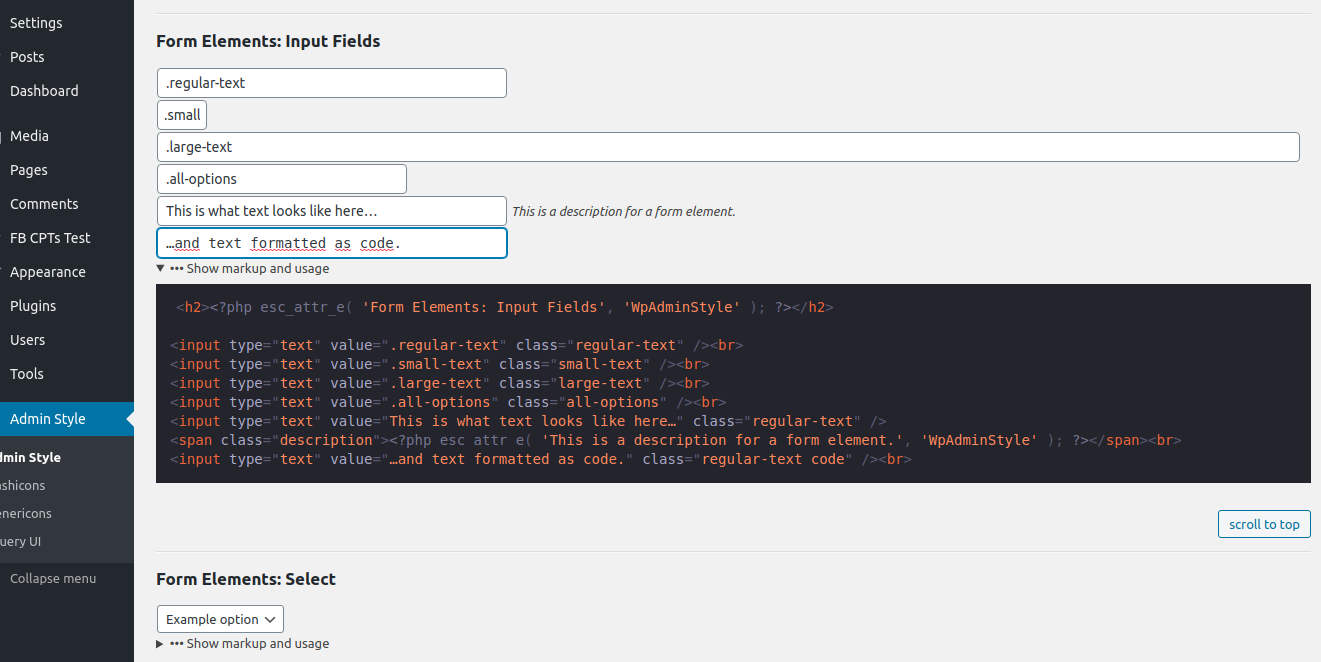 Settings
Posts
Dashboard
Media
Pages
Comments
FB CPTs Test
Appearance
Plugins
Users
Tools
Admin Style
dmin Style
ashicons
enericons
uery UI
Collapse menu
Form Elements: Input Fields
.regular-text
.small
.large-text
.all-options
This is what text looks like here… This is a description for a form element.
…and text formatted as code.
▼ ••• Show markup and usage
<h2><?php esc_attr_e( 'Form Elements: Input Fields', 'WpAdminStyle' ); ?></h2>
<input type="text" value=".regular-text" class="regular-text" /><br>
<input type="text" value=".small-text" class="small-text" /><br>
<input type="text" value=".large-text" class="large-text" /><br>
<input type="text" value=".all-options" class="all-options" /><br>
<input type="text" value="This is what text looks like here…" class="regular-text" />
<span class="description"><?php esc attr e( 'This is a description for a form element.', 'WpAdminStyle' ); ?></span><br>
<input type="text" value="…and text formatted as code." class="regular-text code" /><br>
scroll to top
Form Elements: Select
Example option
▶ ••• Show markup and usage